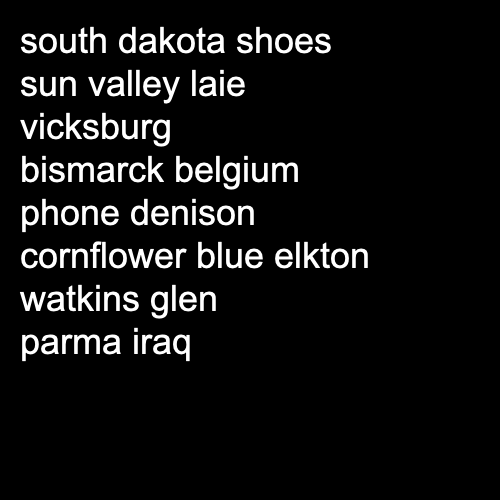 south dakota shoes
sun valley laie
vicksburg
bismarck belgium
phone denison
cornflower blue elkton
watkins glen
parma iraq